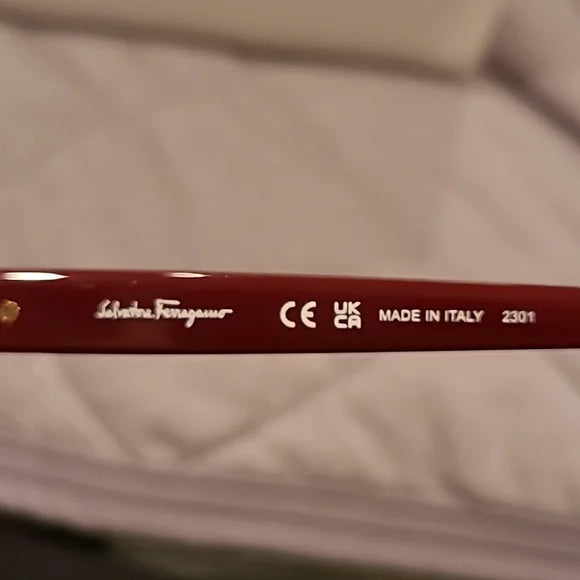 Salvatore Ferragamo CE UK CA MADE IN ITALY 2301